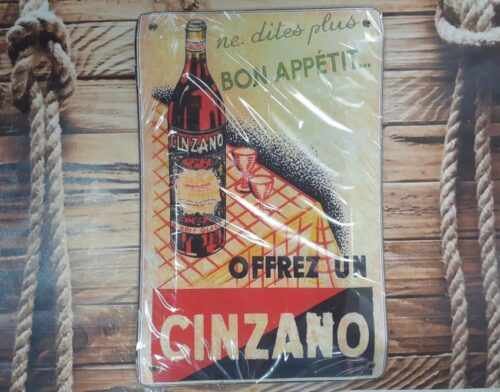 ne. dites plus
BON APPÉTIT...
CINZANO
OFFREZ UN
CINZANO